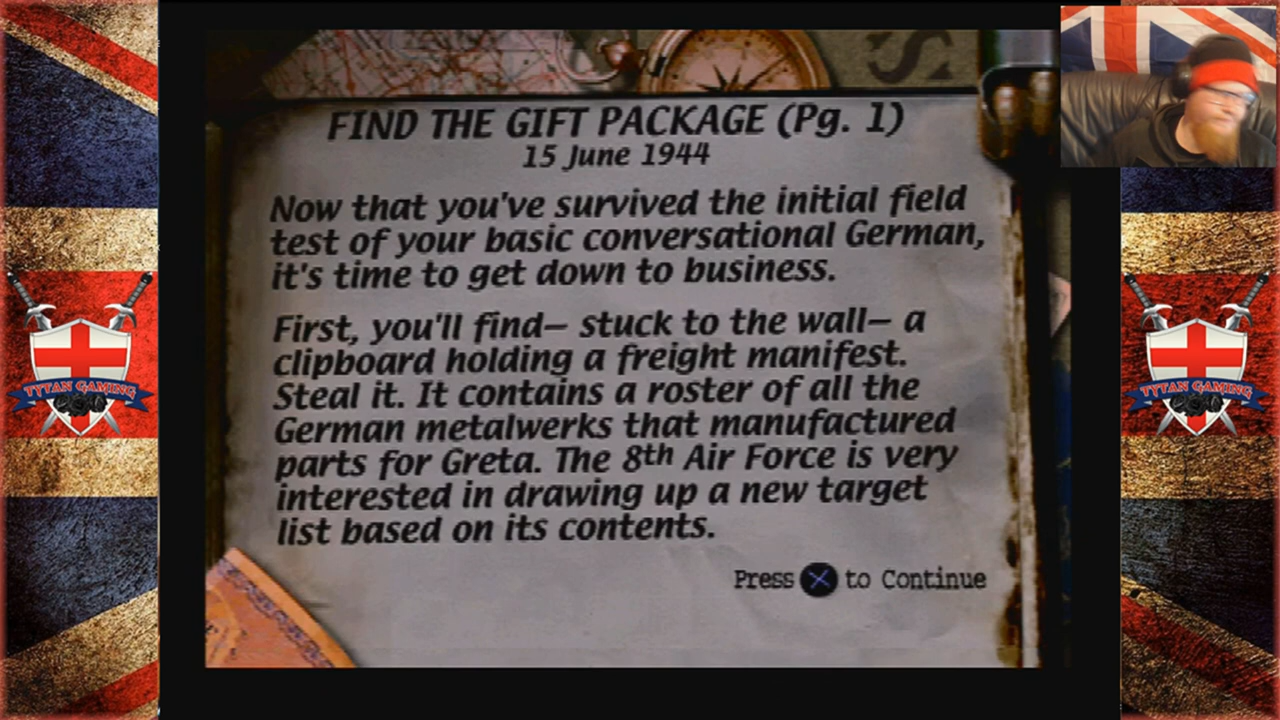 FIND THE GIFT PACKAGE (Pg. 1)
15 June 1944
Now that you've survived the initial field
test of your basic conversational German,
it's time to get down to business.
First, you'll find— stuck to the wall— a
clipboard holding a freight manifest.
Steal it. It contains a roster of all the
German metalwerks that manufactured
parts for Greta. The 8th Air Force is very
interested in drawing up a new target
list based on its contents.
Press X to Continue
TYTAN GAMING
TYTAN GAMING